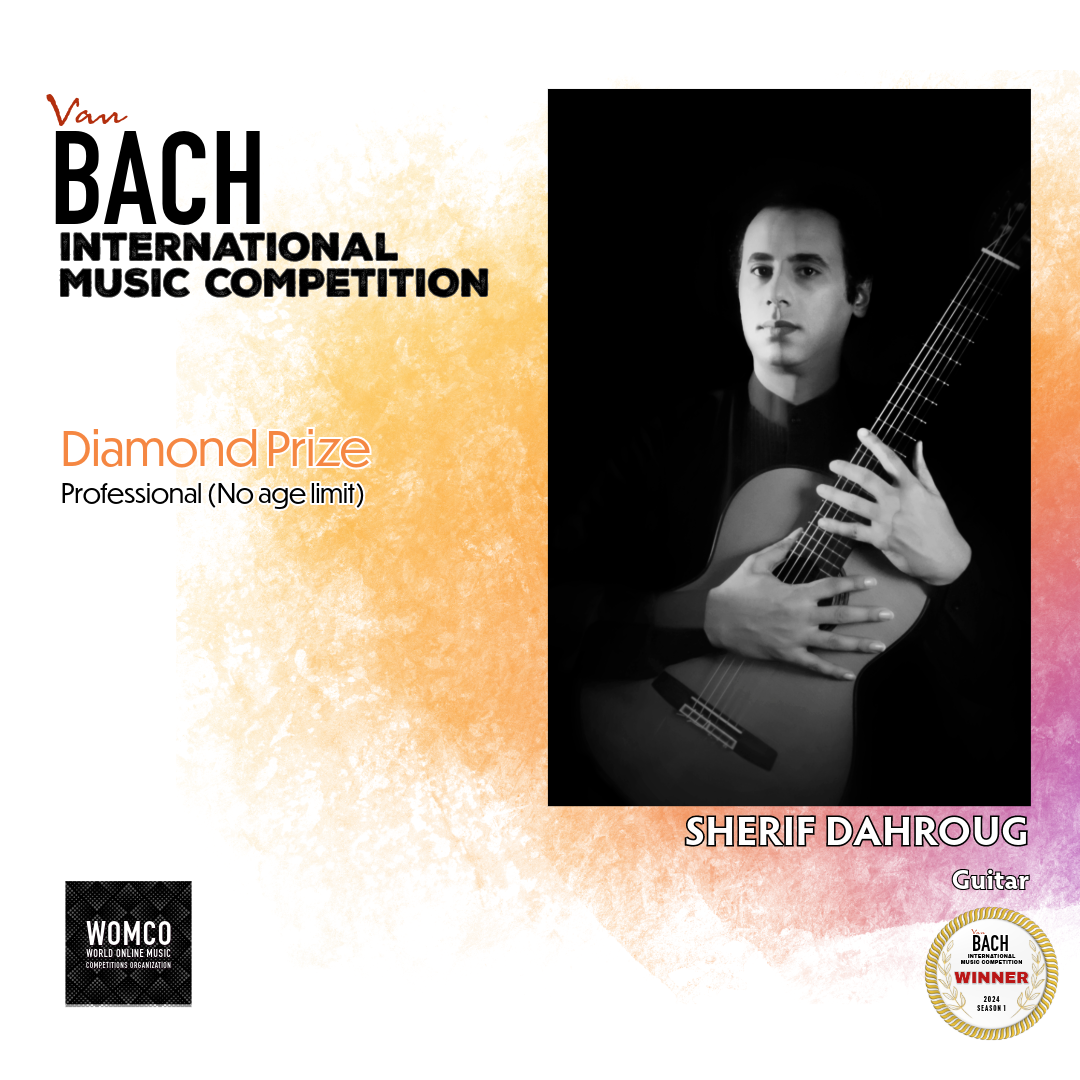 Van
BACH
INTERNATIONAL
MUSIC COMPETITION
Diamond Prize
Professional (No age limit)
SHERIF DAHROUG
Guitar
WOMCO
WORLD ONLINE MUSIC
COMPETITIONS ORGANIZATION
Van
BACH
INTERNATIONAL
MUSIC COMPETITION
WINNER
2024
SEASON 1